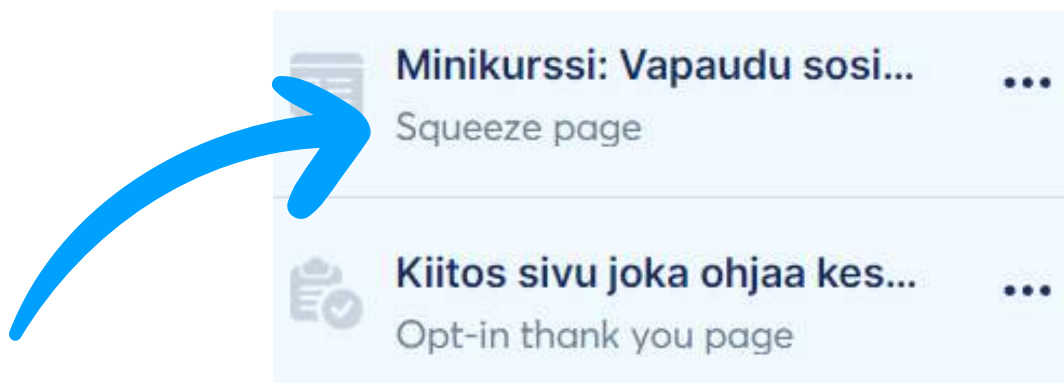 Minikurssi: Vapaudu sosi...
Squeeze page
Kiitos sivu joka ohjaa kes...
Opt-in thank you page